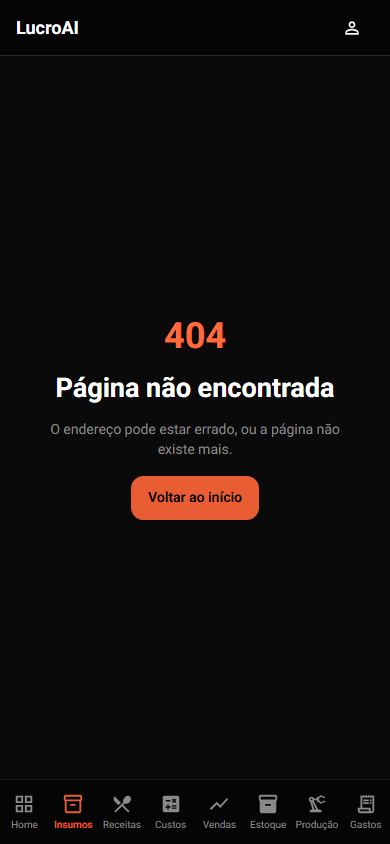 LucroAI
404
Página não encontrada
O endereço pode estar errado, ou a página não
existe mais.
Voltar ao início
Home Insumos Receitas Custos Vendas Estoque Produção Gastos